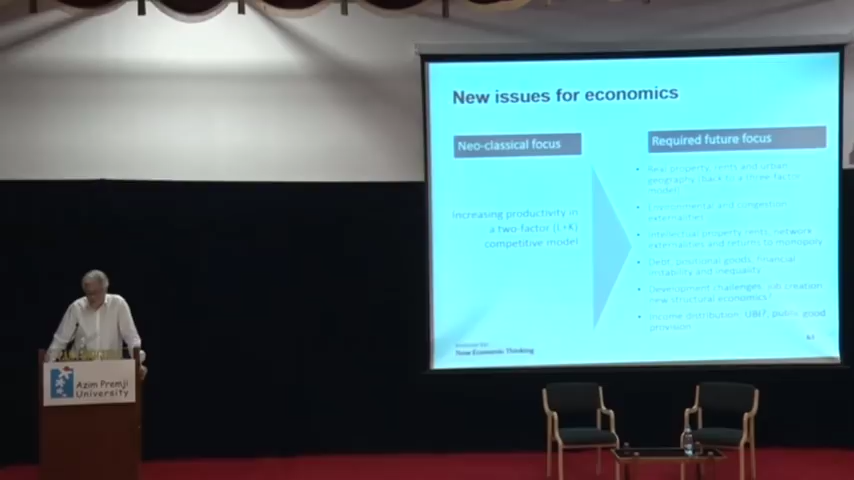 New issues for economics
Neo-classical focus
Increasing productivity in
a two-factor (L+K)
competitive model
Required future focus
• Real property, rents and urban
geography (back to a three factor
model)
• Environmental and congestion
externalities
• Intellectual property rents, network
externalities and returns to monopoly
• Debt, positional goods, financial
instability and inequality
• Development challenges, job creation
new structural economics?
• Income distribution, UBI?, public good
provision
New Economic Thinking
Azim Premji
University